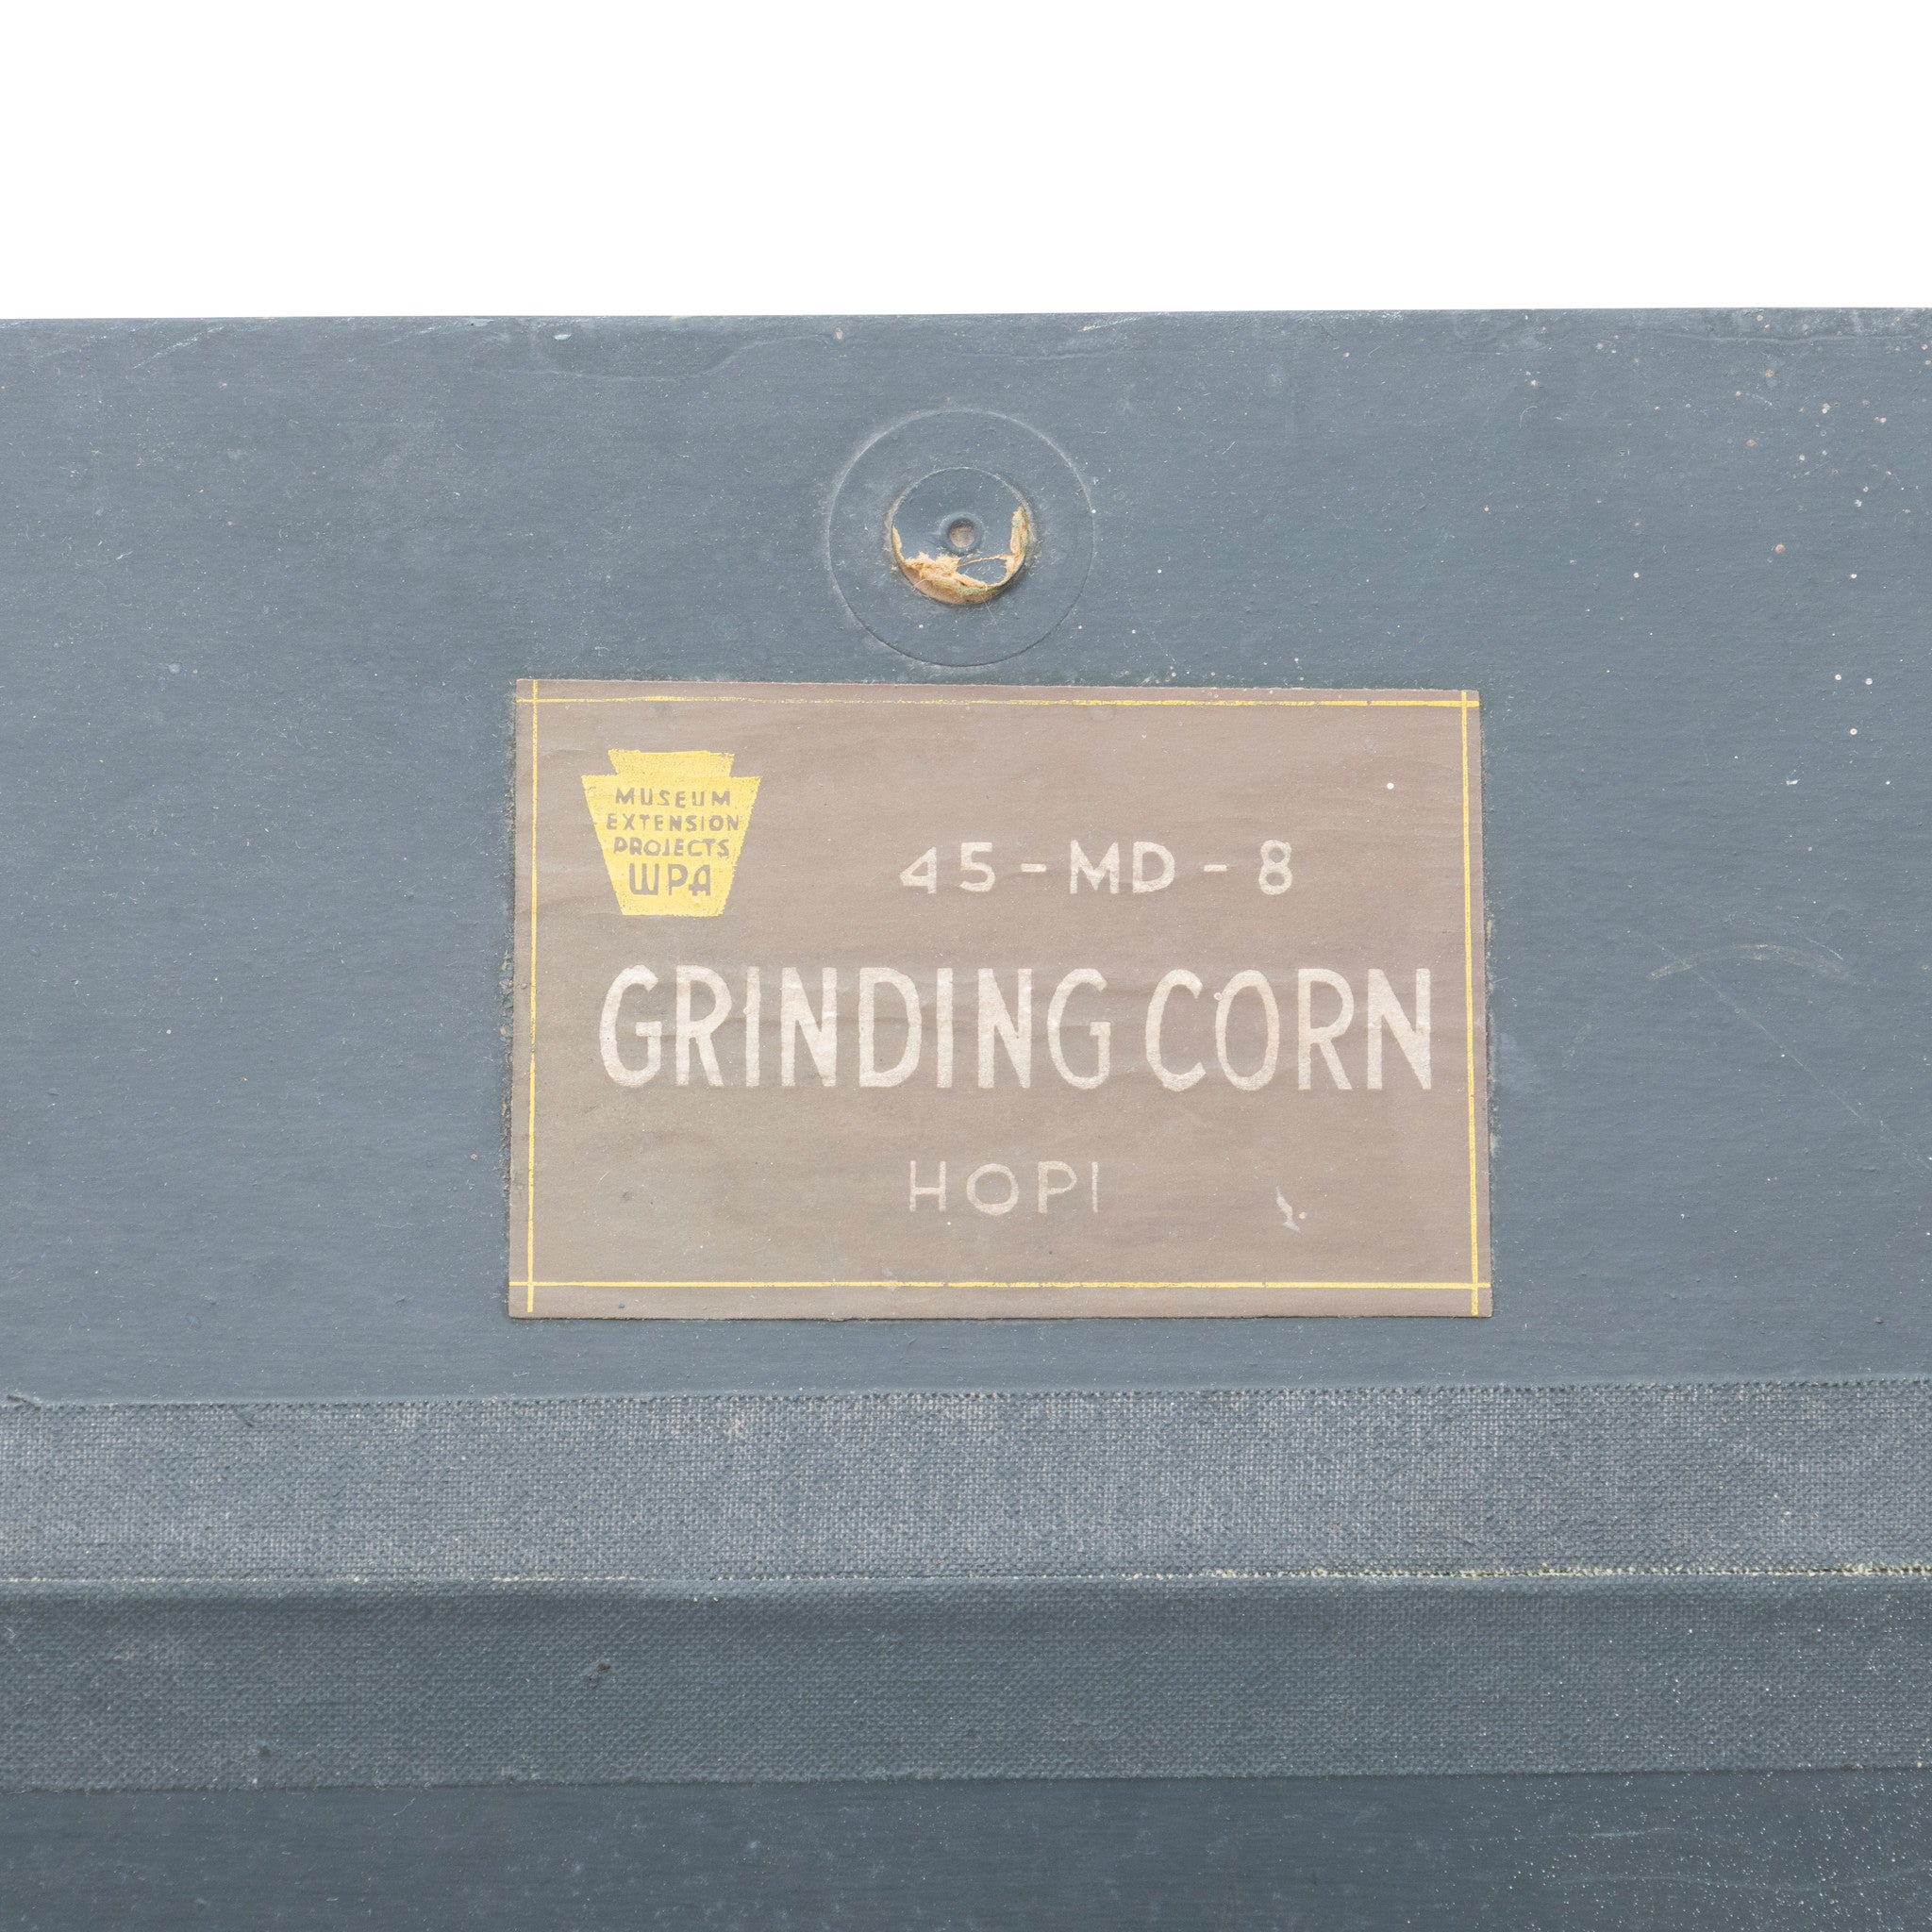 MUSEUM
EXTENSION
PROJECTS
WPA
45-MD-8
GRINDING CORN
HOPI